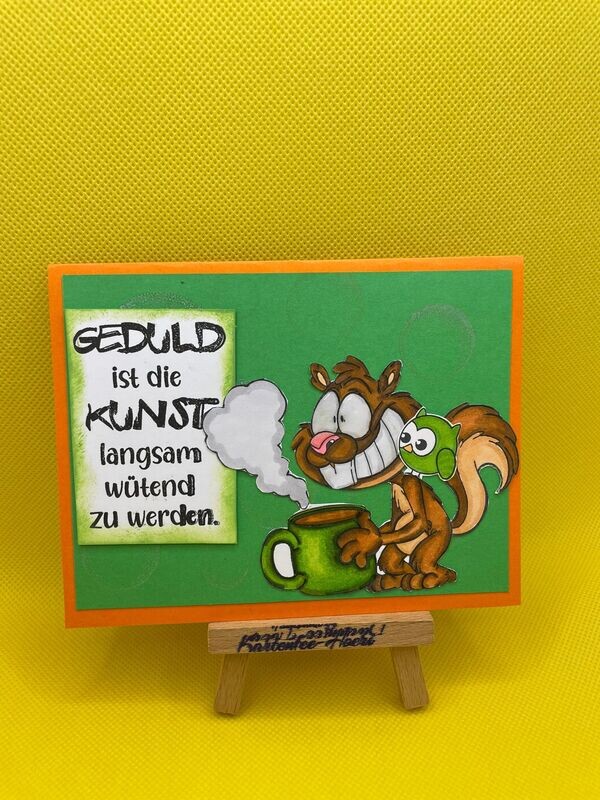 GEDULD
ist die
KUNST
langsam
wütend
zu werden.